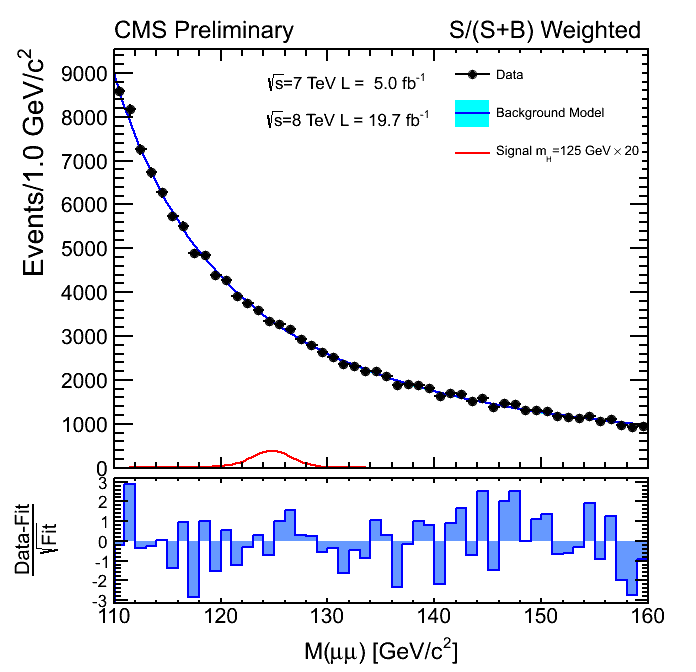 CMS Preliminary S/(S+B) Weighted
√s=7 TeV L = 5.0 fb⁻¹
√s=8 TeV L = 19.7 fb⁻¹
Data
Background Model
Signal m_H=125 GeV×20
Events/1.0 GeV/c²
9000
8000
7000
6000
5000
4000
3000
2000
1000
0
Data-Fit
√Fit
3
2
1
0
-1
-2
-3
110 120 130 140 150 160
M(μμ) [GeV/c²]